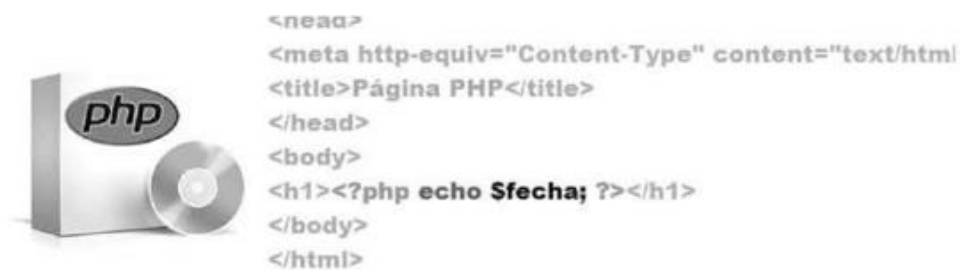 php
<head>
<meta http-equiv="Content-Type" content="text/html
<title>Página PHP</title>
</head>
<body>
<h1><?php echo $fecha; ?></h1>
</body>
</html>